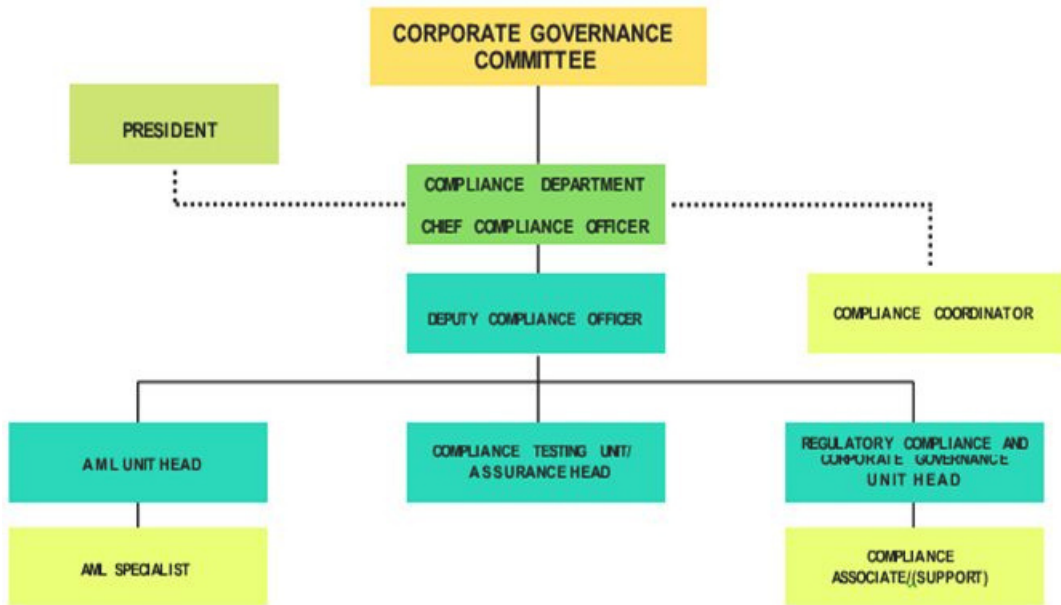 CORPORATE GOVERNANCE
COMMITTEE
PRESIDENT
COMPLIANCE DEPARTMENT
CHIEF COMPLIANCE OFFICER
DEPUTY COMPLIANCE OFFICER
COMPLIANCE COORDINATOR
AML UNIT HEAD
COMPLIANCE TESTING UNIT/
ASSURANCE HEAD
REGULATORY COMPLIANCE AND
CORPORATE GOVERNANCE
UNIT HEAD
AML SPECIALIST
COMPLIANCE
ASSOCIATE/(SUPPORT)